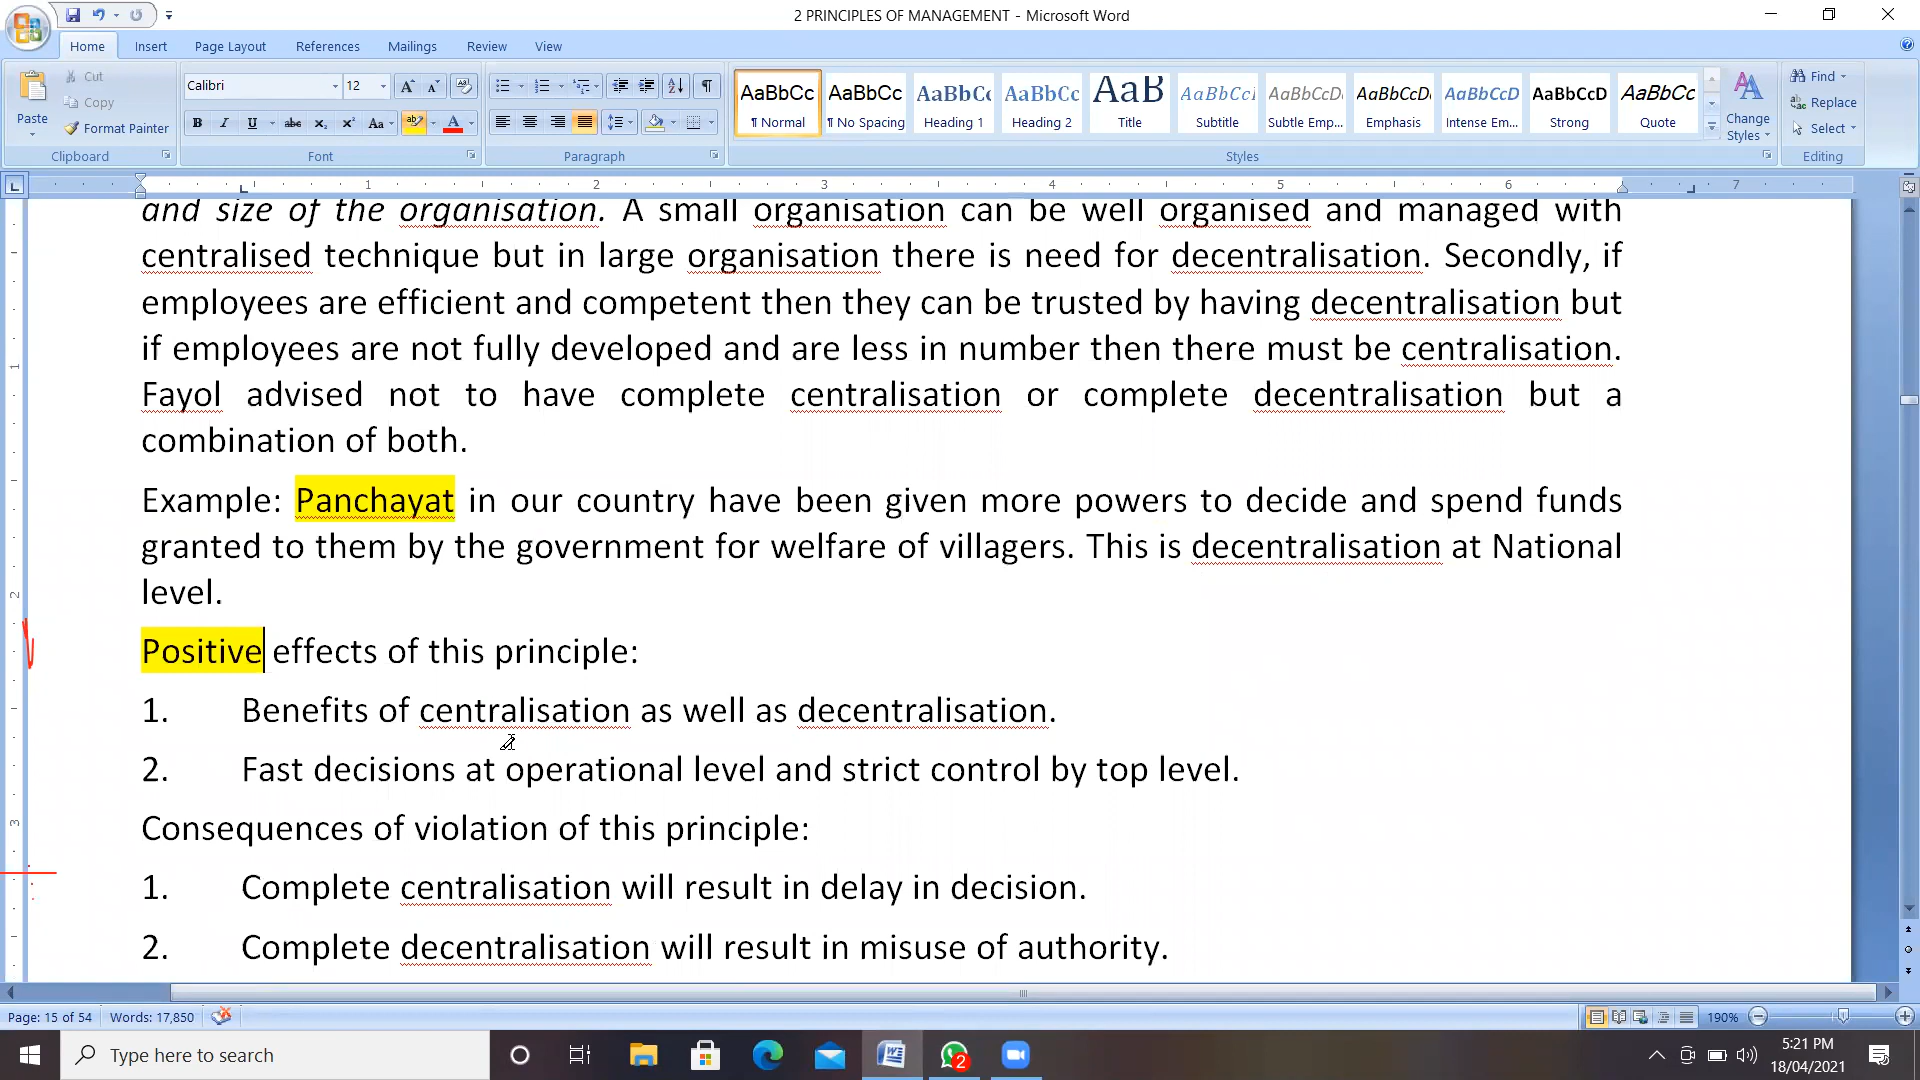 2 PRINCIPLES OF MANAGEMENT - Microsoft Word
Home Insert Page Layout References Mailings Review View
Paste
Cut
Copy
Format Painter
Clipboard
Calibri 12
Font
Paragraph
AaBbCc AaBbCc AaBbCc AaBbCc AaB AaBbCcI AaBbCcD AaBbCcD AaBbCcD AaBbCcD AaBbCc
¶ Normal ¶ No Spacing Heading 1 Heading 2 Title Subtitle Subtle Emp... Emphasis Intense Em... Strong Quote
Styles
Change Styles
Find
Replace
Select
Editing
1 2 3 4 5 6 7
and size of the organisation. A small organisation can be well organised and managed with
centralised technique but in large organisation there is need for decentralisation. Secondly, if
employees are efficient and competent then they can be trusted by having decentralisation but
if employees are not fully developed and are less in number then there must be centralisation.
Fayol advised not to have complete centralisation or complete decentralisation but a
combination of both.
Example: Panchayat in our country have been given more powers to decide and spend funds
granted to them by the government for welfare of villagers. This is decentralisation at National
level.
Positive effects of this principle:
1. Benefits of centralisation as well as decentralisation.
2. Fast decisions at operational level and strict control by top level.
Consequences of violation of this principle:
1. Complete centralisation will result in delay in decision.
2. Complete decentralisation will result in misuse of authority.
Page: 15 of 54 Words: 17,850 190%
Type here to search
2
5:21 PM
18/04/2021